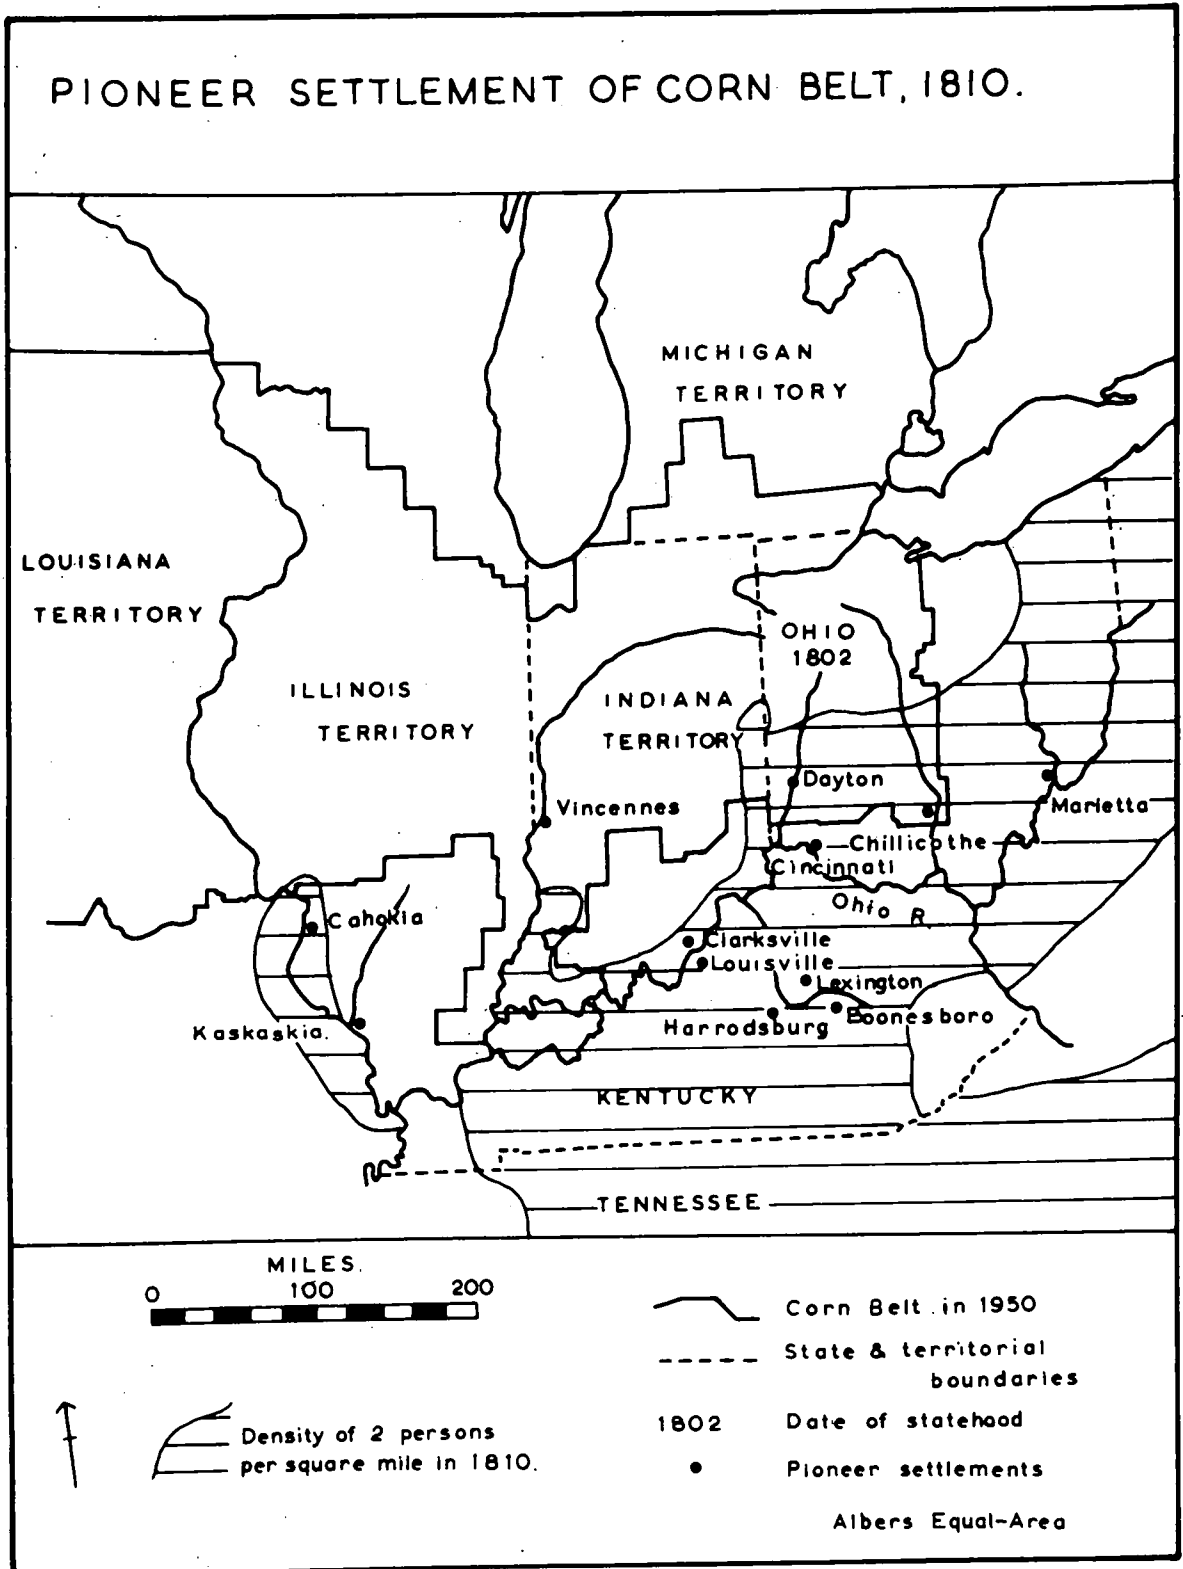 PIONEER SETTLEMENT OF CORN BELT, 1810.
MICHIGAN
TERRITORY
LOUISIANA
TERRITORY
OHIO
1802
ILLINOIS
TERRITORY
INDIANA
TERRITORY
Dayton
Vincennes
Marietta
Chillicothe
Cincinnati
Ohio R.
Cahokia
Clarksville
Louisville
Lexington
Kaskaskia.
Harrodsburg
Boonesboro
KENTUCKY
TENNESSEE
MILES.
0 100 200
Corn Belt in 1950
State & territorial
boundaries
1802 Date of statehood
Density of 2 persons
per square mile in 1810.
Pioneer settlements
Albers Equal-Area